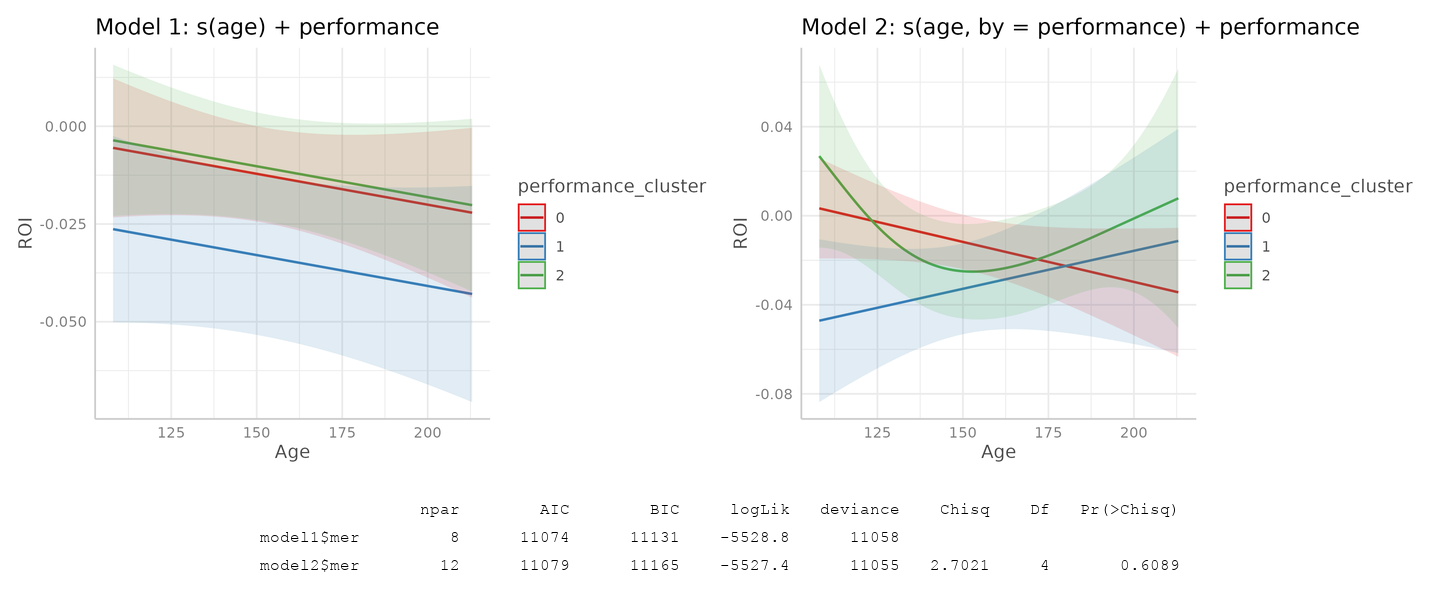 Model 1: s(age) + performance
0.000
-0.025
-0.050
ROI
125 150 175 200
Age
performance_cluster
0
1
2
Model 2: s(age, by = performance) + performance
0.04
0.00
-0.04
-0.08
ROI
125 150 175 200
Age
performance_cluster
0
1
2
npar AIC BIC logLik deviance Chisq Df Pr(>Chisq)
model1$mer 8 11074 11131 -5528.8 11058
model2$mer 12 11079 11165 -5527.4 11055 2.7021 4 0.6089